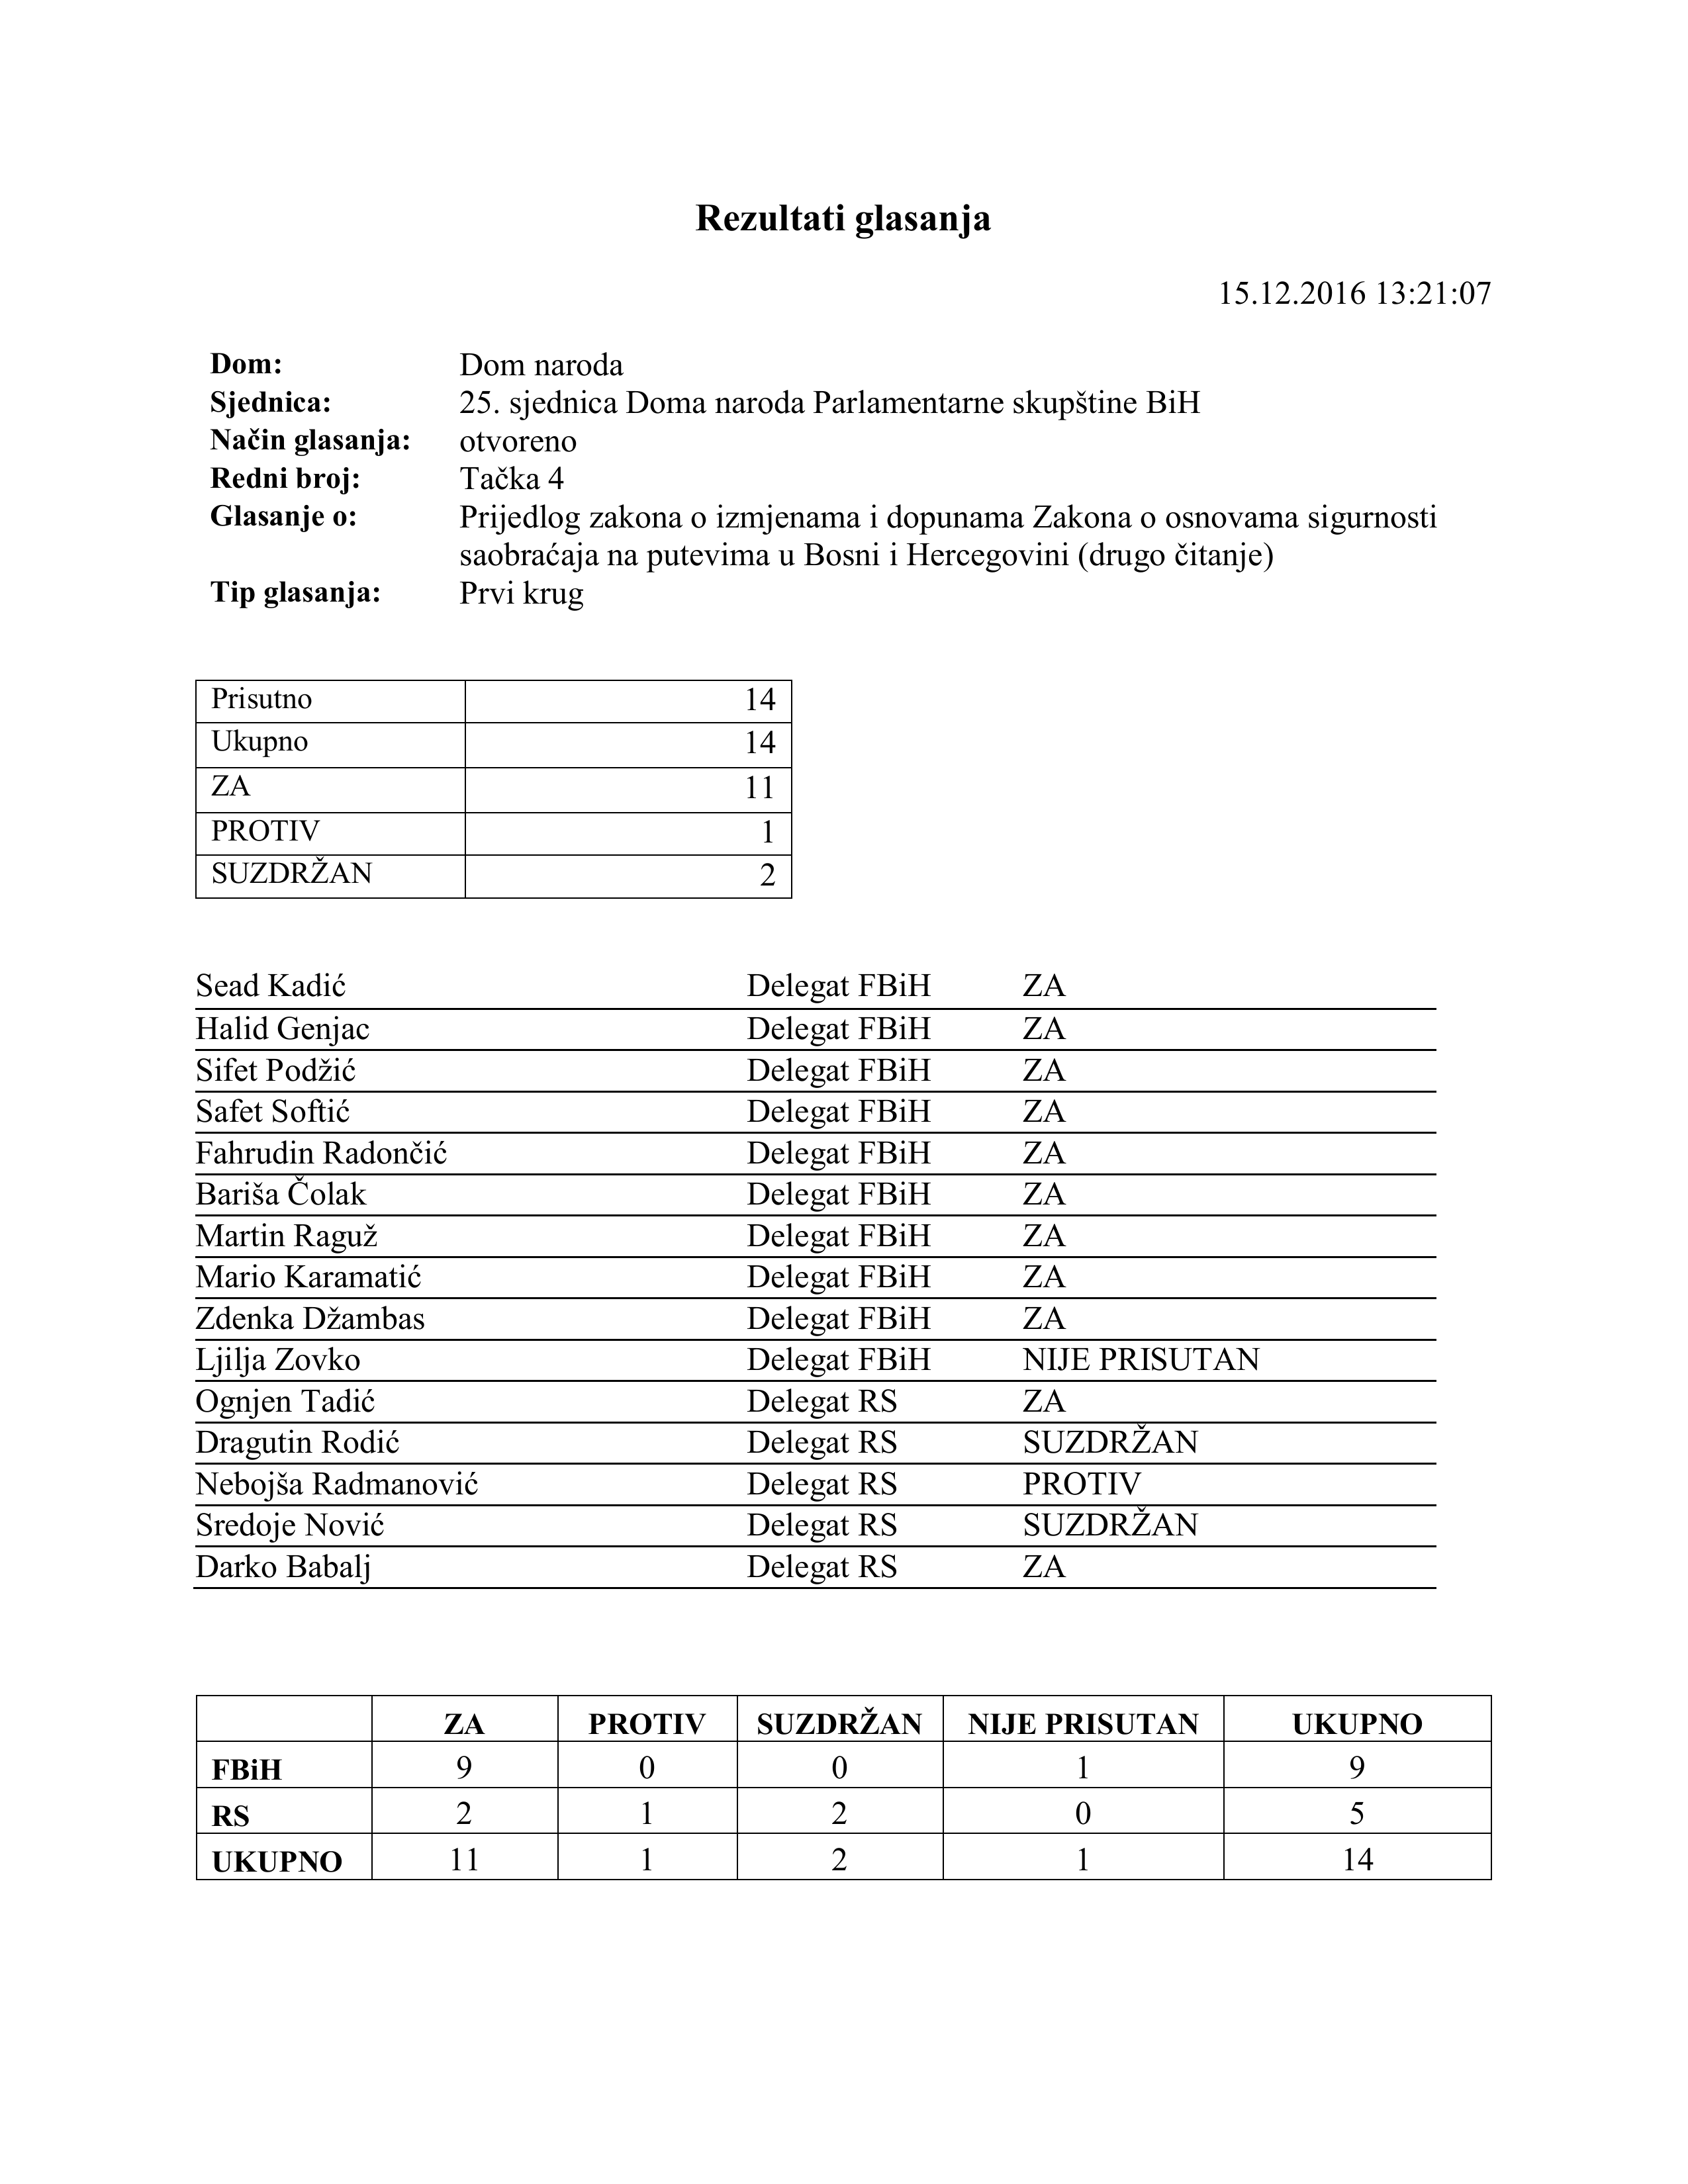 Rezultati glasanja
15.12.2016 13:21:07
Dom: Dom naroda
Sjednica: 25. sjednica Doma naroda Parlamentarne skupštine BiH
Način glasanja: otvoreno
Redni broj: Tačka 4
Glasanje o: Prijedlog zakona o izmjenama i dopunama Zakona o osnovama sigurnosti
saobraćaja na putevima u Bosni i Hercegovini (drugo čitanje)
Tip glasanja: Prvi krug
Prisutno 14
Ukupno 14
ZA 11
PROTIV 1
SUZDRŽAN 2
Sead Kadić Delegat FBiH ZA
Halid Genjac Delegat FBiH ZA
Sifet Podžić Delegat FBiH ZA
Safet Softić Delegat FBiH ZA
Fahrudin Radončić Delegat FBiH ZA
Bariša Čolak Delegat FBiH ZA
Martin Raguž Delegat FBiH ZA
Mario Karamatić Delegat FBiH ZA
Zdenka Džambas Delegat FBiH ZA
Ljilja Zovko Delegat FBiH NIJE PRISUTAN
Ognjen Tadić Delegat RS ZA
Dragutin Rodić Delegat RS SUZDRŽAN
Nebojša Radmanović Delegat RS PROTIV
Sredoje Nović Delegat RS SUZDRŽAN
Darko Babalj Delegat RS ZA
ZA PROTIV SUZDRŽAN NIJE PRISUTAN UKUPNO
FBiH 9 0 0 1 9
RS 2 1 2 0 5
UKUPNO 11 1 2 1 14